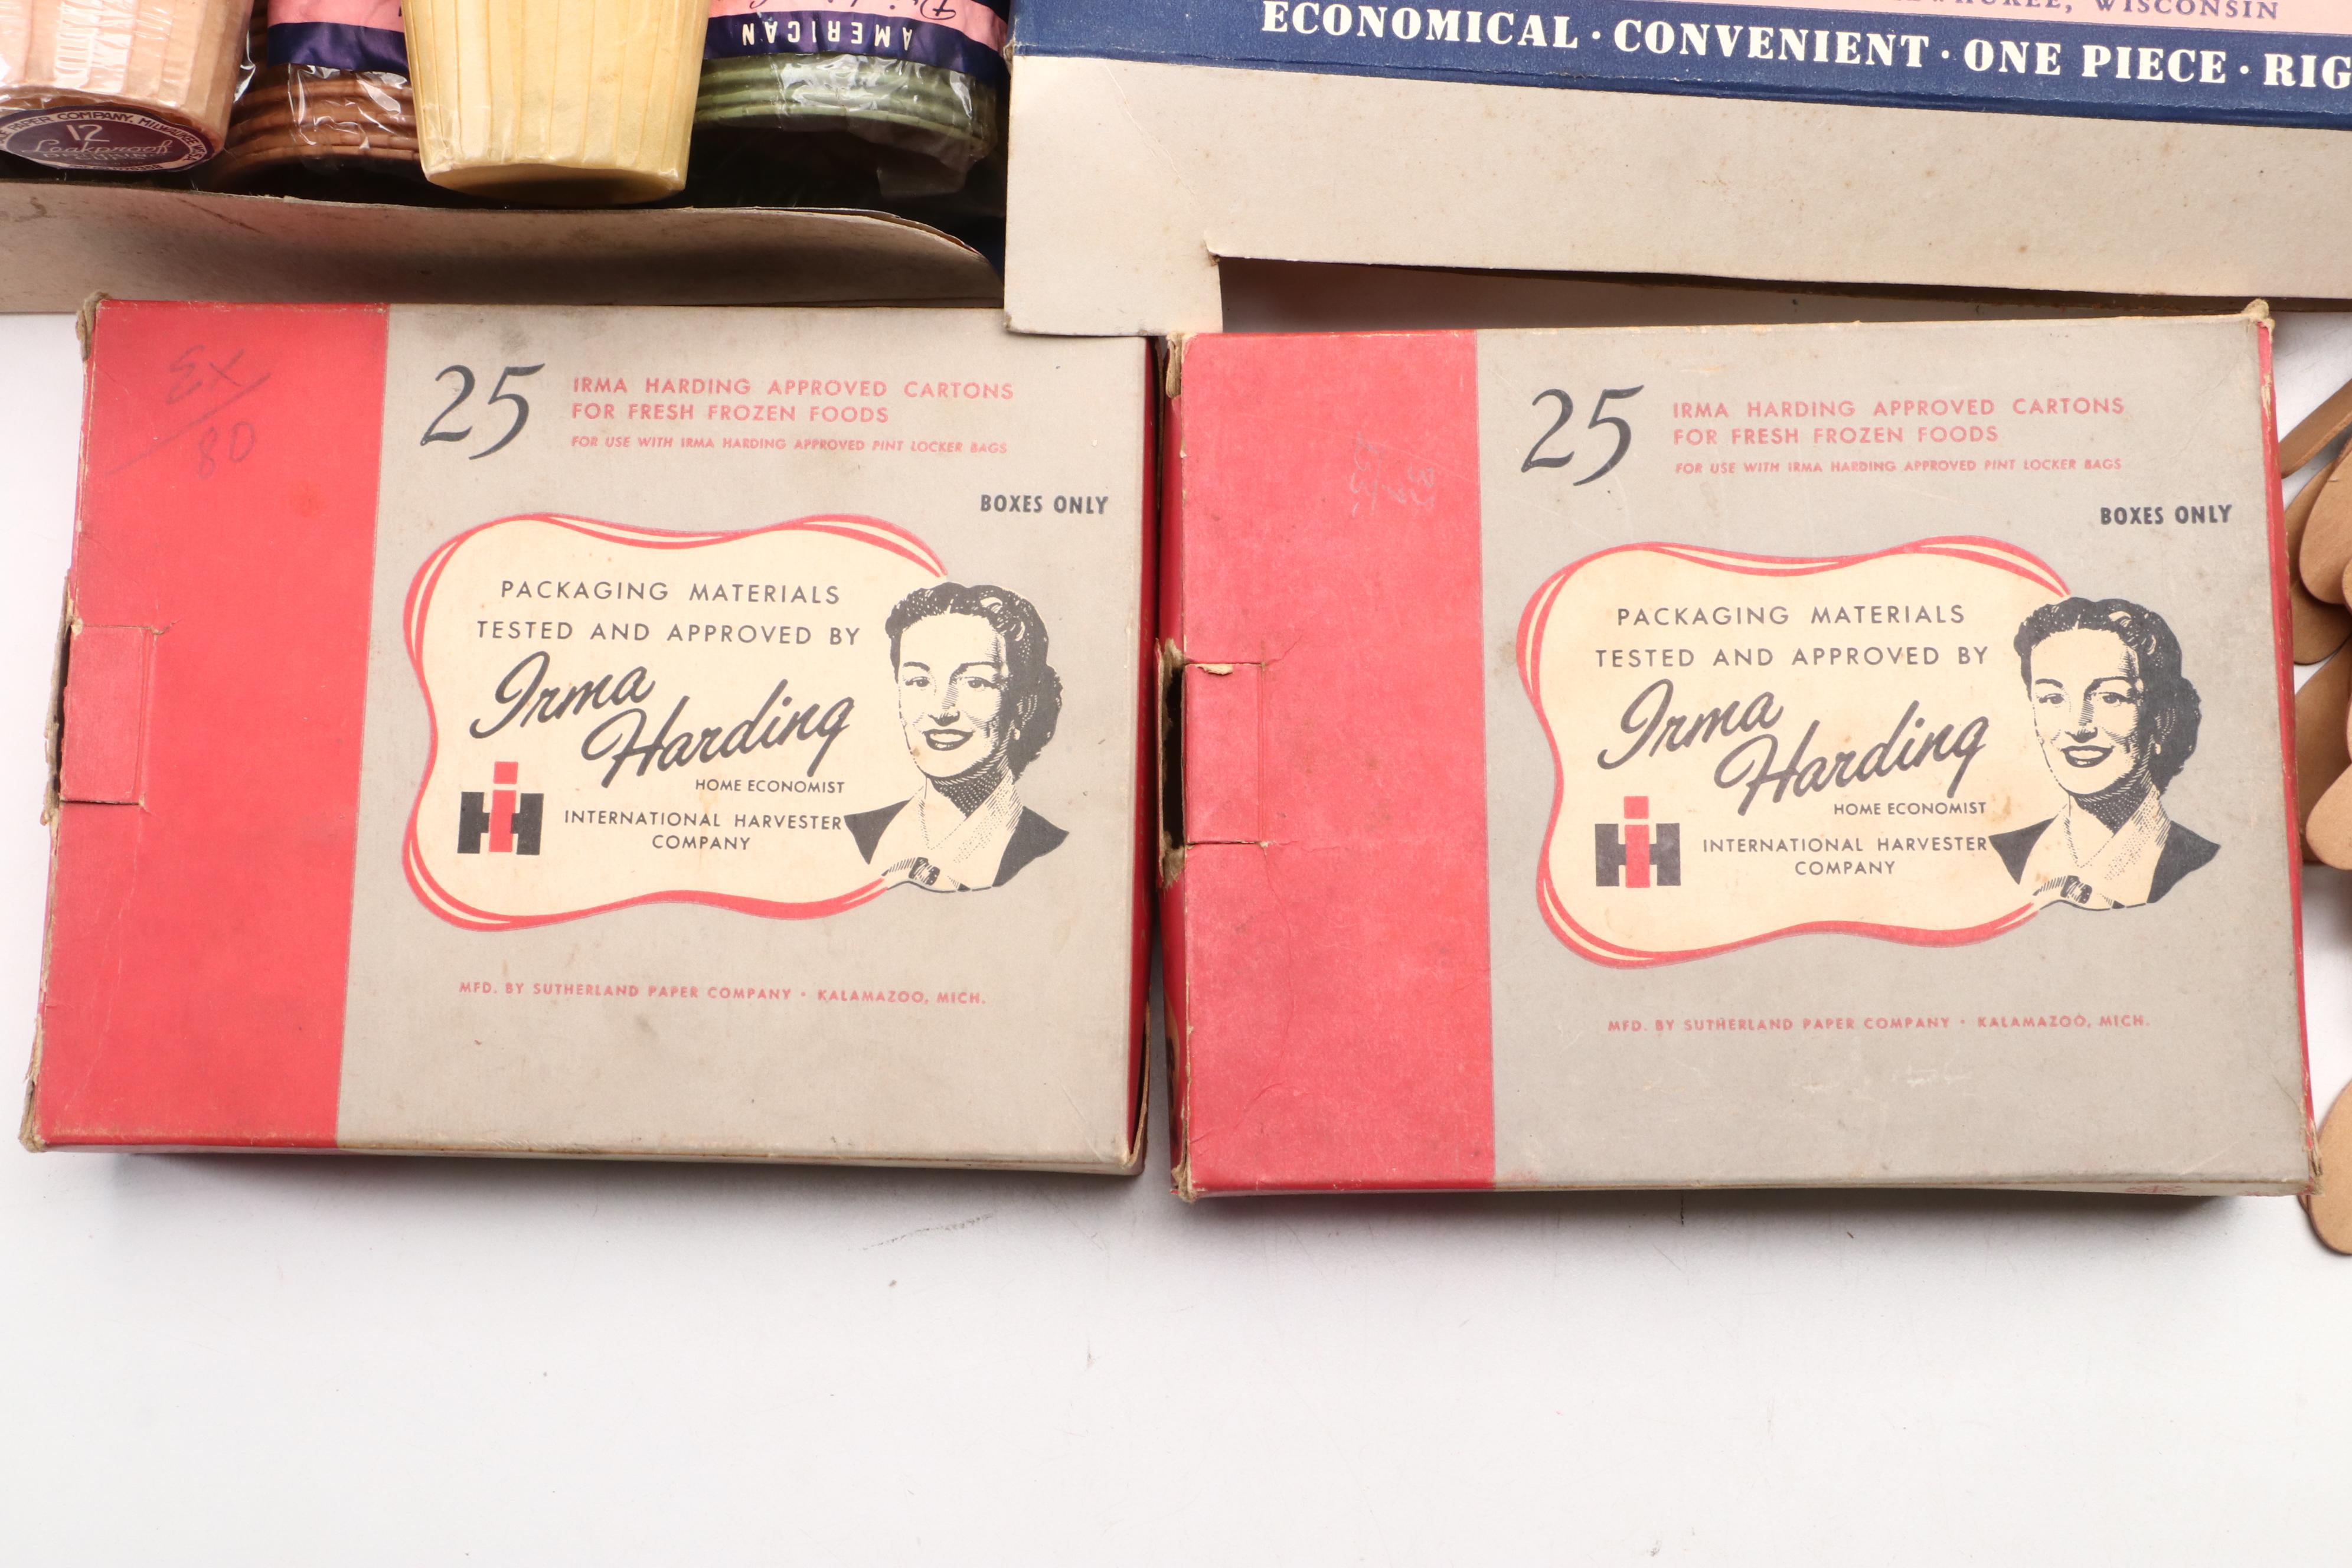 AMERICAN
PAPER COMPANY, MILWAUKEE
12
Leakproof
WISCONSIN
ECONOMICAL · CONVENIENT · ONE PIECE · RIG
EX
80
25
IRMA HARDING APPROVED CARTONS
FOR FRESH FROZEN FOODS
FOR USE WITH IRMA HARDING APPROVED PINT LOCKER BAGS
BOXES ONLY
PACKAGING MATERIALS
TESTED AND APPROVED BY
Irma
Harding
HOME ECONOMIST
IH
INTERNATIONAL HARVESTER
COMPANY
MFD. BY SUTHERLAND PAPER COMPANY · KALAMAZOO, MICH.
25
IRMA HARDING APPROVED CARTONS
FOR FRESH FROZEN FOODS
FOR USE WITH IRMA HARDING APPROVED PINT LOCKER BAGS
BOXES ONLY
PACKAGING MATERIALS
TESTED AND APPROVED BY
Irma
Harding
HOME ECONOMIST
IH
INTERNATIONAL HARVESTER
COMPANY
MFD. BY SUTHERLAND PAPER COMPANY · KALAMAZOO, MICH.